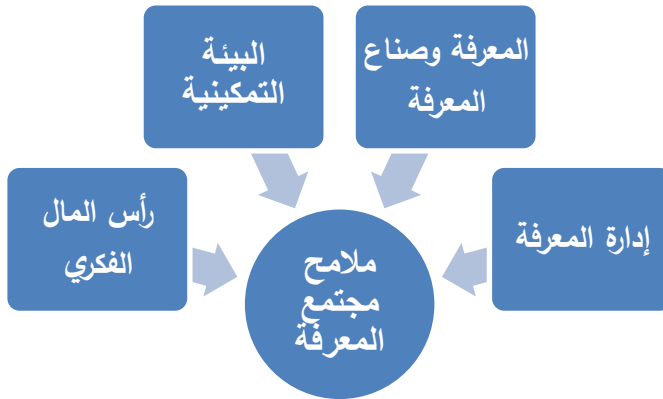 المعرفة وصناع
المعرفة
البيئة
التمكينية
إدارة المعرفة
رأس المال
الفكري
ملامح
مجتمع
المعرفة